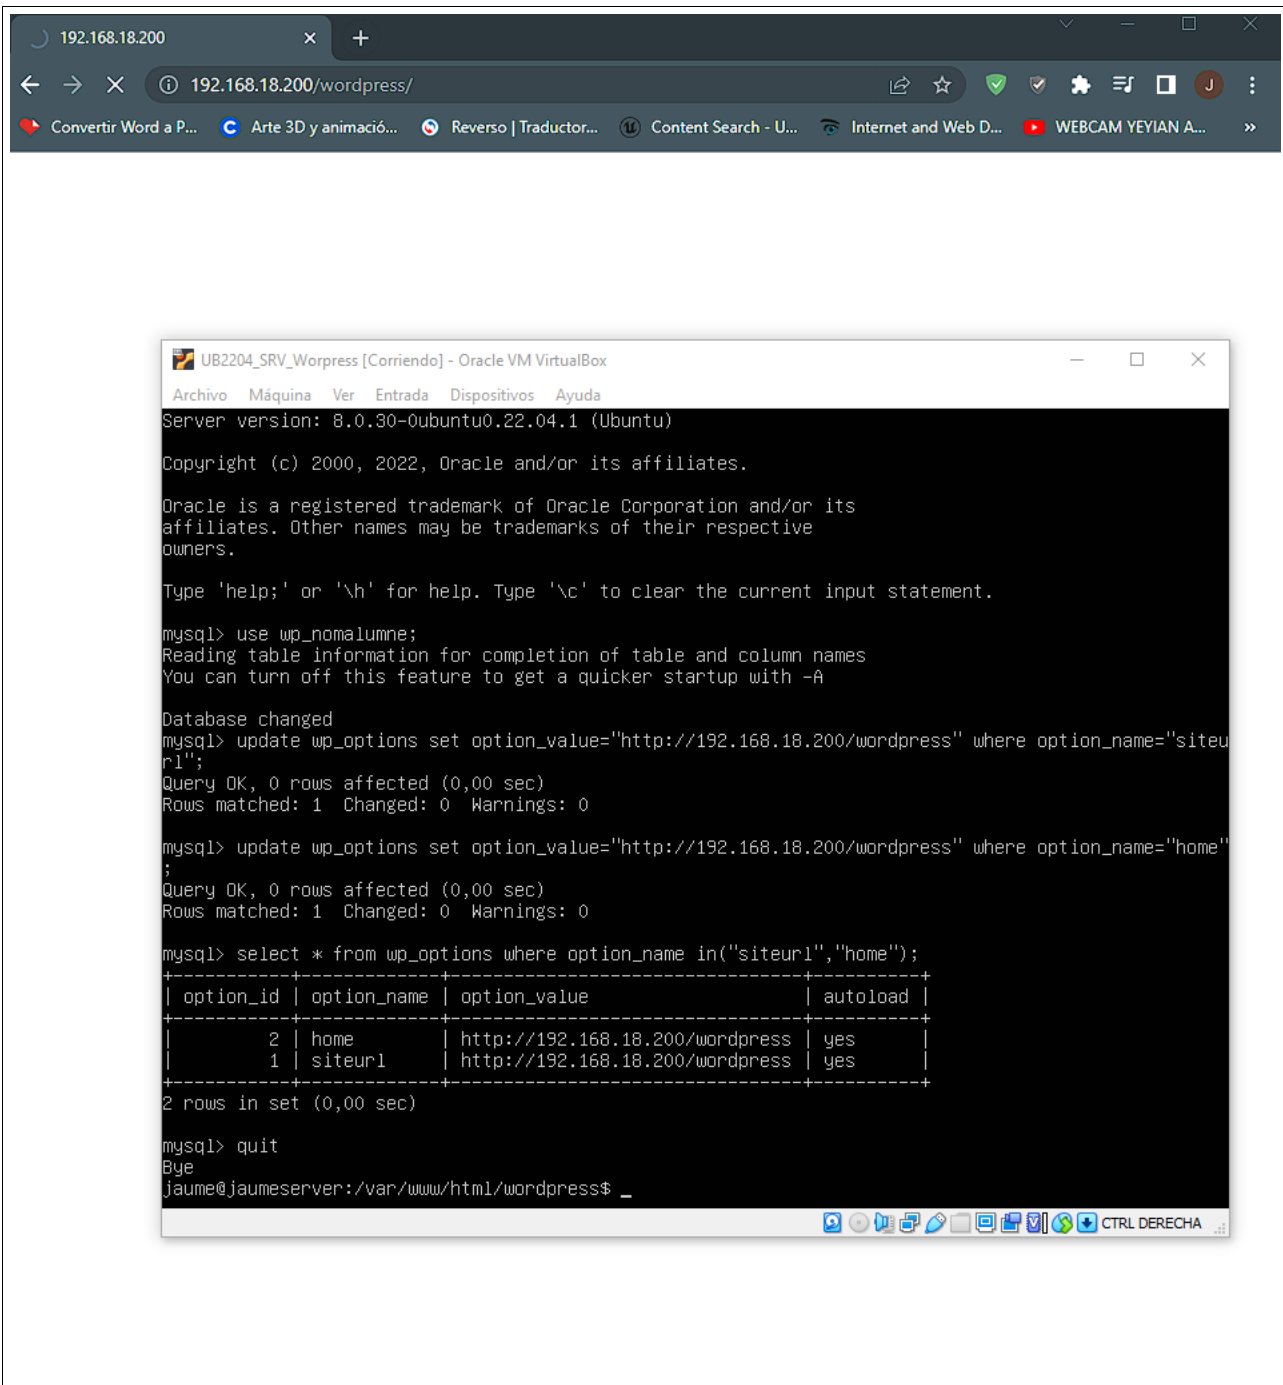 192.168.18.200
192.168.18.200/wordpress/
J
Convertir Word a P...
Arte 3D y animació...
Reverso | Traductor...
Content Search - U...
Internet and Web D...
WEBCAM YEYIAN A...
UB2204_SRV_Worpress [Corriendo] - Oracle VM VirtualBox
Archivo Máquina Ver Entrada Dispositivos Ayuda
Server version: 8.0.30-0ubuntu0.22.04.1 (Ubuntu)
Copyright (c) 2000, 2022, Oracle and/or its affiliates.
Oracle is a registered trademark of Oracle Corporation and/or its
affiliates. Other names may be trademarks of their respective
owners.
Type 'help;' or '\h' for help. Type '\c' to clear the current input statement.
mysql> use wp_nomalumne;
Reading table information for completion of table and column names
You can turn off this feature to get a quicker startup with -A
Database changed
mysql> update wp_options set option_value="http://192.168.18.200/wordpress" where option_name="siteu
rl";
Query OK, 0 rows affected (0,00 sec)
Rows matched: 1  Changed: 0  Warnings: 0
mysql> update wp_options set option_value="http://192.168.18.200/wordpress" where option_name="home"
;
Query OK, 0 rows affected (0,00 sec)
Rows matched: 1  Changed: 0  Warnings: 0
mysql> select * from wp_options where option_name in("siteurl","home");
+-----------+-------------+---------------------------------+----------+
| option_id | option_name | option_value                    | autoload |
+-----------+-------------+---------------------------------+----------+
|         2 | home        | http://192.168.18.200/wordpress | yes      |
|         1 | siteurl     | http://192.168.18.200/wordpress | yes      |
+-----------+-------------+---------------------------------+----------+
2 rows in set (0,00 sec)
mysql> quit
Bye
jaume@jaumeserver:/var/www/html/wordpress$ _
CTRL DERECHA